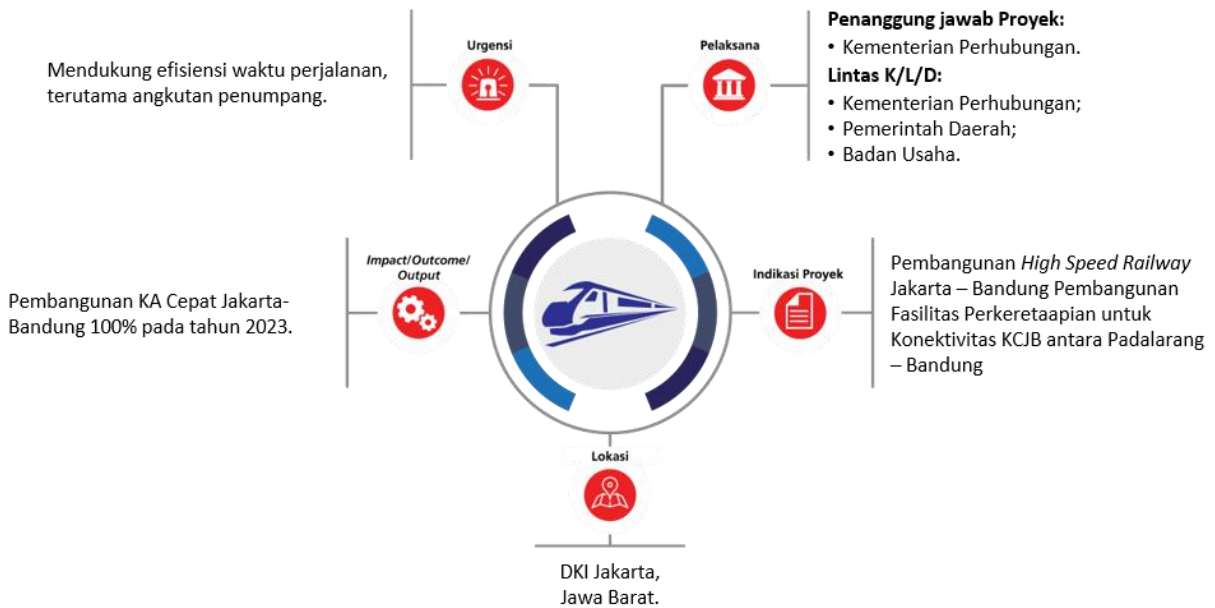 Urgensi
Mendukung efisiensi waktu perjalanan,
terutama angkutan penumpang.
Pelaksana
Penanggung jawab Proyek:
• Kementerian Perhubungan.
Lintas K/L/D:
• Kementerian Perhubungan;
• Pemerintah Daerah;
• Badan Usaha.
Impact/Outcome/
Output
Pembangunan KA Cepat Jakarta-
Bandung 100% pada tahun 2023.
Indikasi Proyek
Pembangunan High Speed Railway
Jakarta – Bandung Pembangunan
Fasilitas Perkeretaapian untuk
Konektivitas KCJB antara Padalarang
– Bandung
Lokasi
DKI Jakarta,
Jawa Barat.